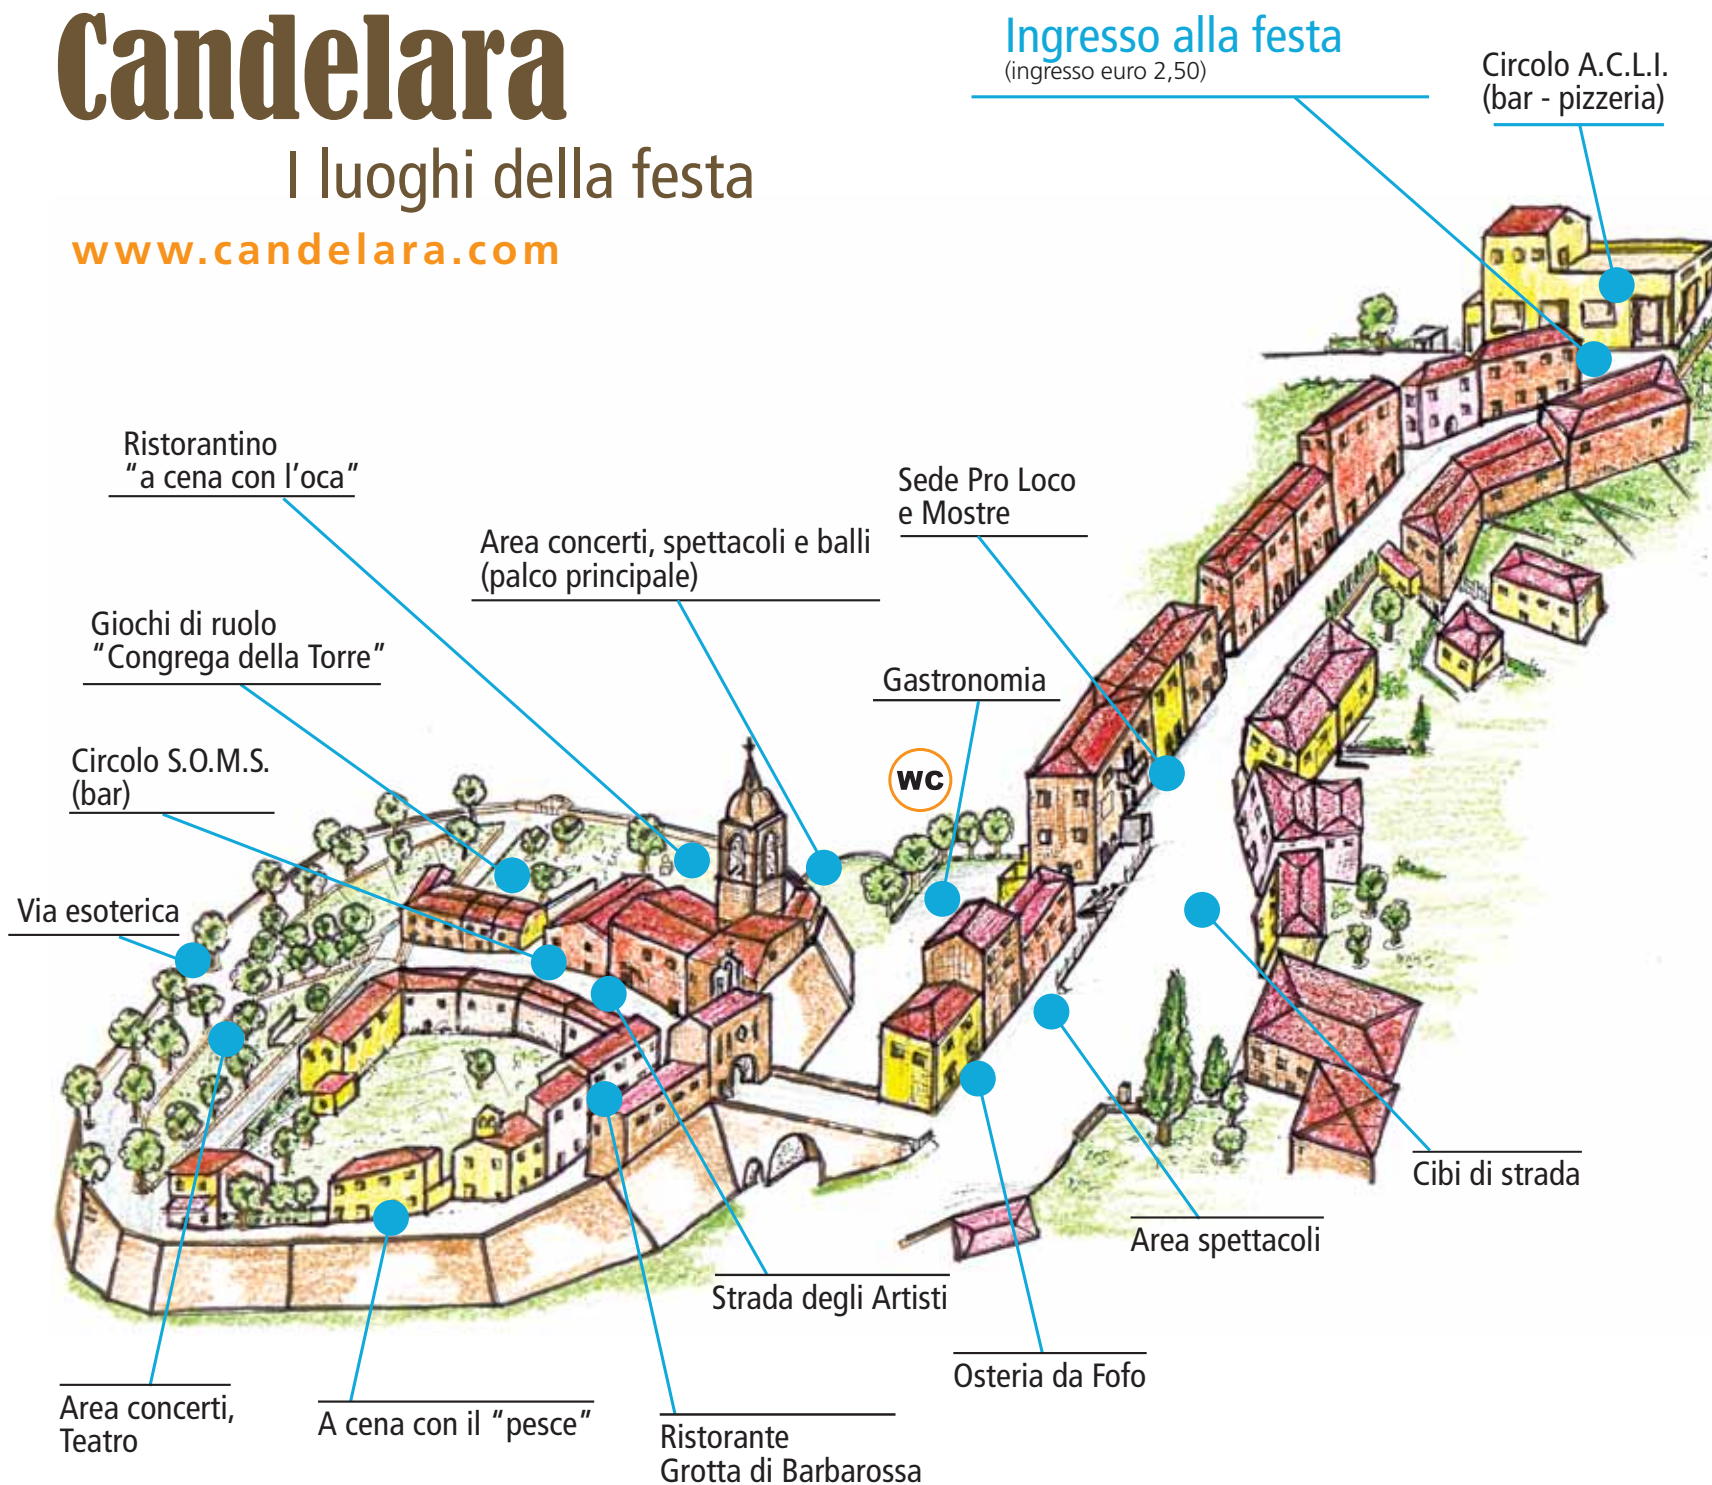 Candelara
I luoghi della festa
www.candelara.com
Ingresso alla festa
(ingresso euro 2,50)
Circolo A.C.L.I.
(bar - pizzeria)
Ristorantino
“a cena con l’oca”
Sede Pro Loco
e Mostre
Area concerti, spettacoli e balli
(palco principale)
Giochi di ruolo
“Congrega della Torre”
Gastronomia
Circolo S.O.M.S.
(bar)
WC
Via esoterica
Cibi di strada
Area spettacoli
Strada degli Artisti
Osteria da Fofo
Area concerti,
Teatro
A cena con il “pesce”
Ristorante
Grotta di Barbarossa